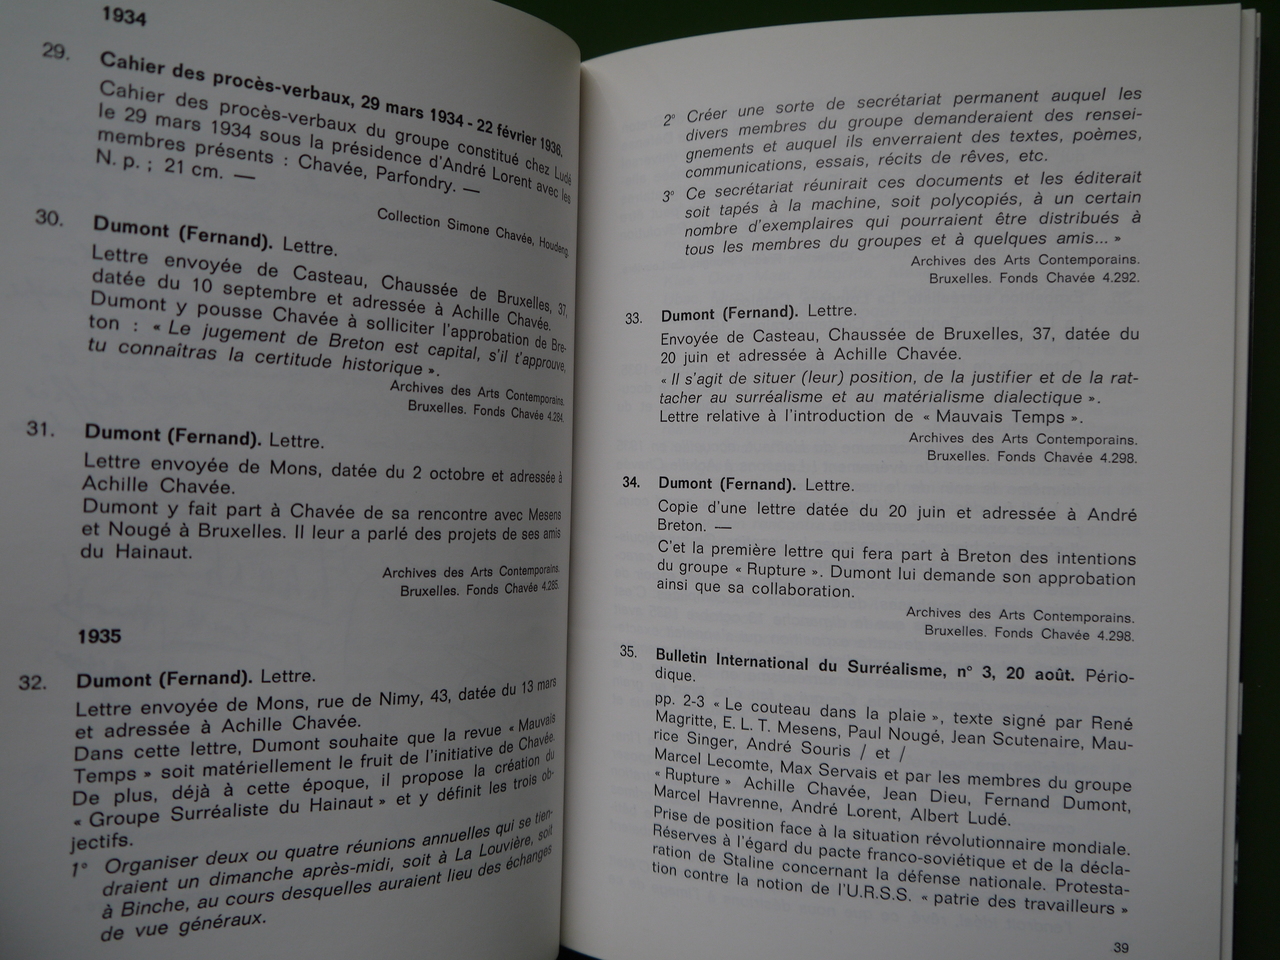 1934
29. Cahier des procès-verbaux, 29 mars 1934 - 22 février 1936.
Cahier des procès-verbaux du groupe constitué chez Ludé
le 29 mars 1934 sous la présidence d'André Lorent avec les
membres présents : Chavée, Parfondry. —
N. p. ; 21 cm. —
Collection Simone Chavée, Houdeng.
30. Dumont (Fernand). Lettre.
Lettre envoyée de Casteau, Chaussée de Bruxelles, 37,
datée du 10 septembre et adressée à Achille Chavée.
Dumont y pousse Chavée à solliciter l'approbation de Bre-
ton : « Le jugement de Breton est capital, s'il t'approuve,
tu connaîtras la certitude historique ».
Archives des Arts Contemporains.
Bruxelles. Fonds Chavée 4.284.
31. Dumont (Fernand). Lettre.
Lettre envoyée de Mons, datée du 2 octobre et adressée à
Achille Chavée.
Dumont y fait part à Chavée de sa rencontre avec Mesens
et Nougé à Bruxelles. Il leur a parlé des projets de ses amis
du Hainaut.
Archives des Arts Contemporains.
Bruxelles. Fonds Chavée 4.285.
1935
32. Dumont (Fernand). Lettre.
Lettre envoyée de Mons, rue de Nimy, 43, datée du 13 mars
et adressée à Achille Chavée.
Dans cette lettre, Dumont souhaite que la revue « Mauvais
Temps » soit matériellement le fruit de l'initiative de Chavée.
De plus, déjà à cette époque, il propose la création du
« Groupe Surréaliste du Hainaut » et y définit les trois ob-
jectifs.
1° Organiser deux ou quatre réunions annuelles qui se tien-
draient un dimanche après-midi, soit à La Louvière, soit
à Binche, au cours desquelles auraient lieu des échanges
de vue généraux.
2° Créer une sorte de secrétariat permanent auquel les
divers membres du groupe demanderaient des rensei-
gnements et auquel ils enverraient des textes, poèmes,
communications, essais, récits de rêves, etc.
3° Ce secrétariat réunirait ces documents et les éditerait
soit tapés à la machine, soit polycopiés, à un certain
nombre d'exemplaires qui pourraient être distribués à
tous les membres du groupes et à quelques amis... »
Archives des Arts Contemporains.
Bruxelles. Fonds Chavée 4.292.
33. Dumont (Fernand). Lettre.
Envoyée de Casteau, Chaussée de Bruxelles, 37, datée du
20 juin et adressée à Achille Chavée.
« Il s'agit de situer (leur) position, de la justifier et de la rat-
tacher au surréalisme et au matérialisme dialectique ».
Lettre relative à l'introduction de « Mauvais Temps ».
Archives des Arts Contemporains.
Bruxelles. Fonds Chavée 4.298.
34. Dumont (Fernand). Lettre.
Copie d'une lettre datée du 20 juin et adressée à André
Breton. —
C'et la première lettre qui fera part à Breton des intentions
du groupe « Rupture ». Dumont lui demande son approbation
ainsi que sa collaboration.
Archives des Arts Contemporains.
Bruxelles. Fonds Chavée 4.298.
35. Bulletin International du Surréalisme, n° 3, 20 août. Pério-
dique.
pp. 2-3 « Le couteau dans la plaie », texte signé par René
Magritte, E. L. T. Mesens, Paul Nougé, Jean Scutenaire, Mau-
rice Singer, André Souris / et /
Marcel Lecomte, Max Servais et par les membres du groupe
« Rupture » Achille Chavée, Jean Dieu, Fernand Dumont,
Marcel Havrenne, André Lorent, Albert Ludé.
Prise de position face à la situation révolutionnaire mondiale.
Réserves à l'égard du pacte franco-soviétique et de la décla-
ration de Staline concernant la défense nationale. Protesta-
tion contre la notion de l'U.R.S.S. « patrie des travailleurs »
39